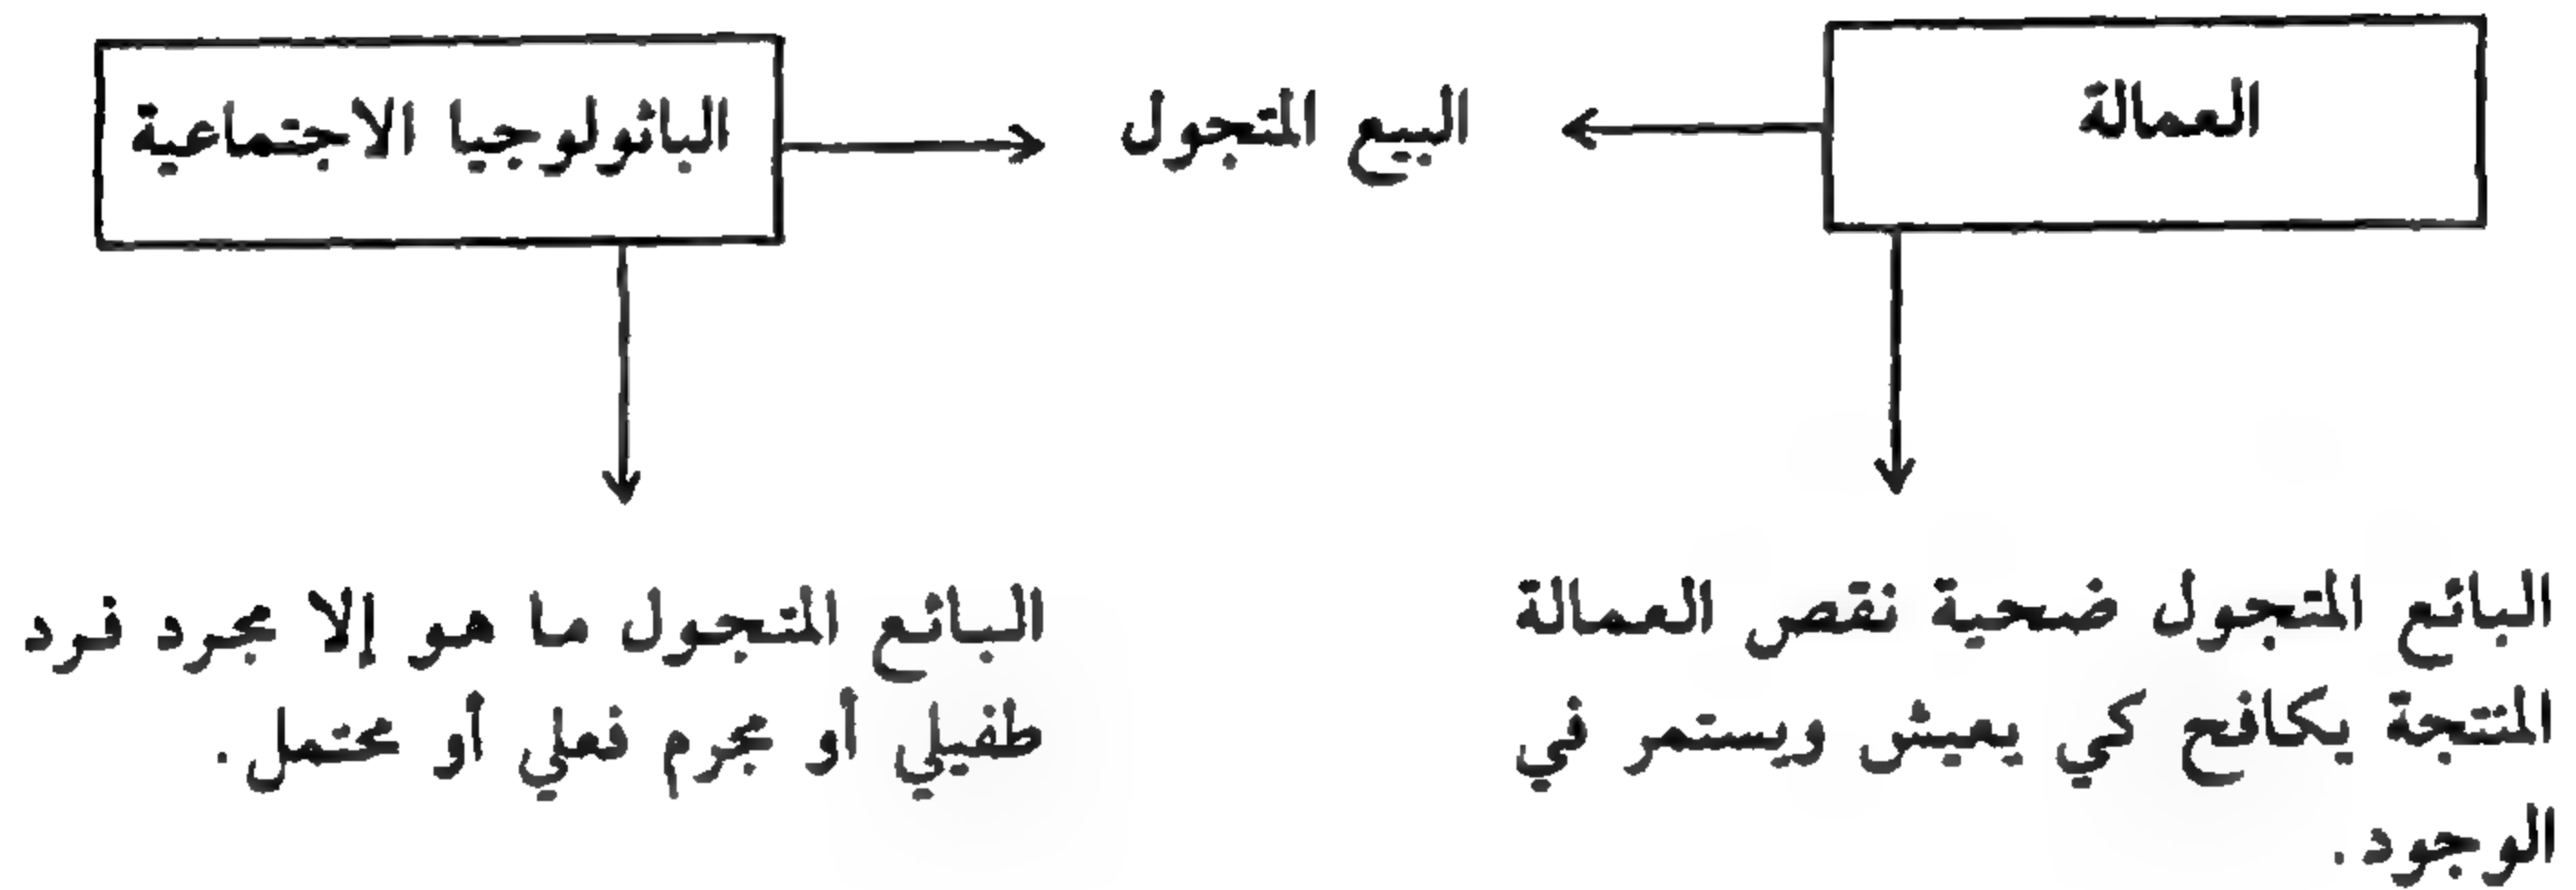 العمالة
البيع المتجول
الباثولوجيا الاجتماعية
البائع المتجول ضحية نقص العمالة
المنتجة يكافح كي يعيش ويستمر في
الوجود.
البائع المتجول ما هو إلا مجرد فرد
طفيلي أو مجرم فعلي أو محتمل.